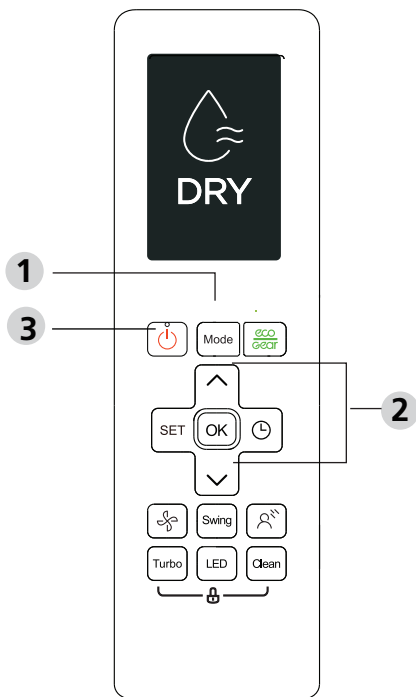 DRY
1
3
Mode
eco
Gear
2
SET
OK
Swing
Turbo
LED
Clean